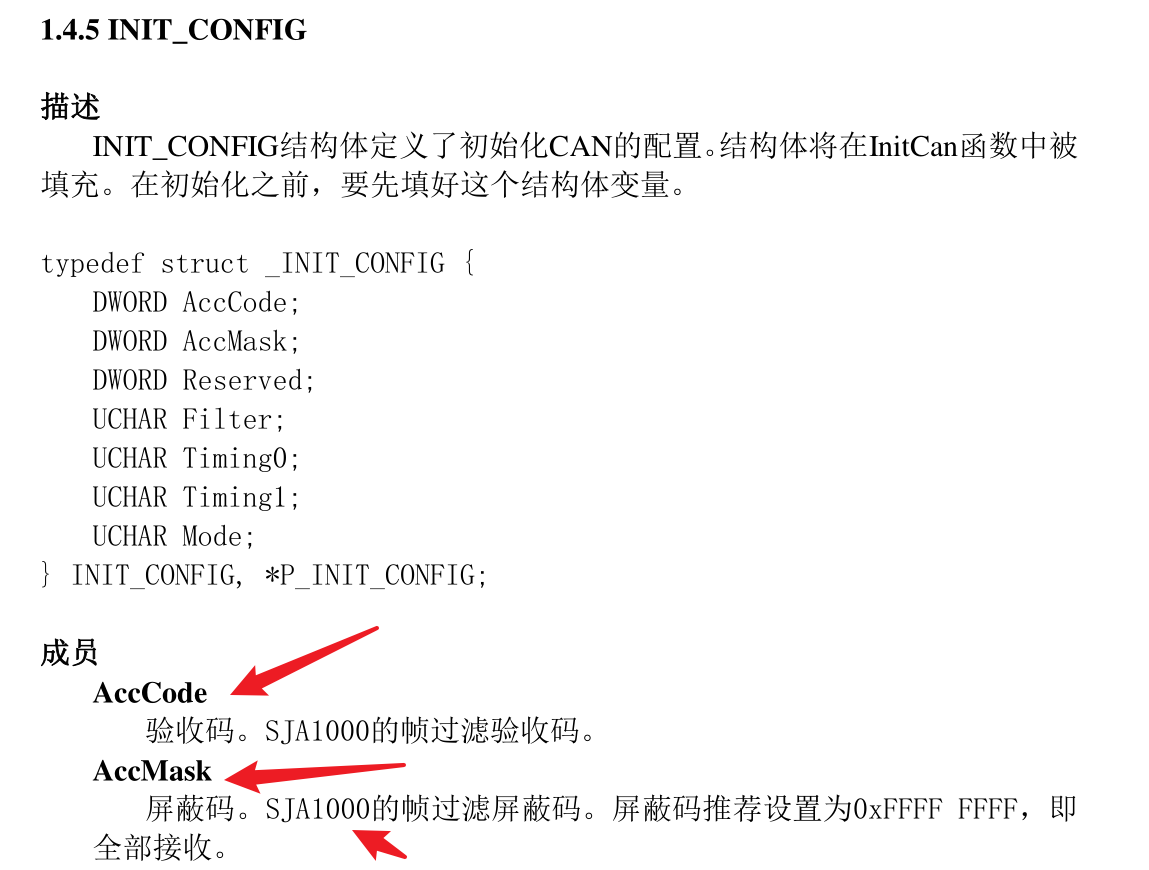 1.4.5 INIT_CONFIG
描述
INIT_CONFIG结构体定义了初始化CAN的配置。结构体将在InitCan函数中被
填充。在初始化之前，要先填好这个结构体变量。
typedef struct _INIT_CONFIG {
DWORD AccCode;
DWORD AccMask;
DWORD Reserved;
UCHAR Filter;
UCHAR Timing0;
UCHAR Timing1;
UCHAR Mode;
} INIT_CONFIG, *P_INIT_CONFIG;
成员
AccCode
验收码。SJA1000的帧过滤验收码。
AccMask
屏蔽码。SJA1000的帧过滤屏蔽码。屏蔽码推荐设置为0xFFFF FFFF，即
全部接收。